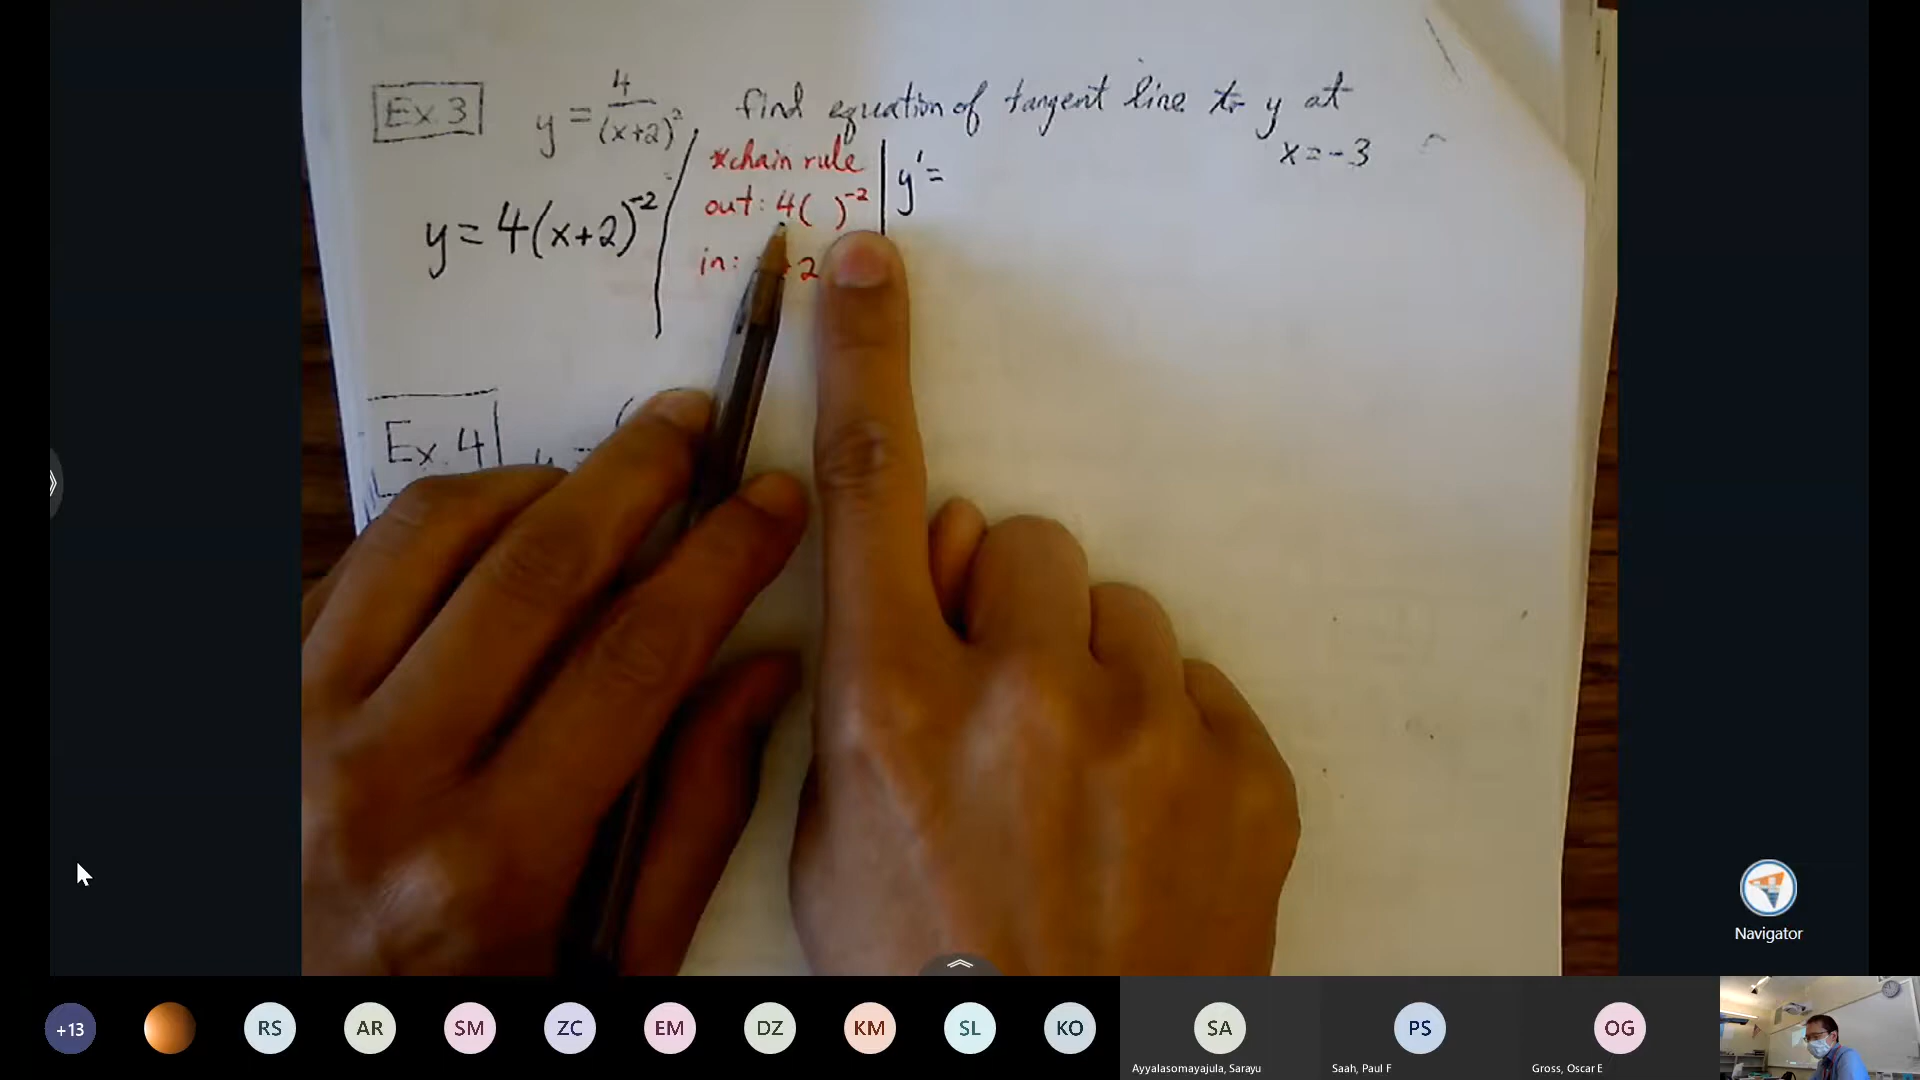 Ex.3 y = 4/(x+2)² find equation of tangent line to y at
x = -3
y = 4(x+2)⁻²
*chain rule
out: 4( )⁻²
in: +2
y' =
Ex. 4 y =
Navigator
+13 RS AR SM ZC EM DZ KM SL KO SA PS OG
Ayyalasomayajula, Sarayu Saah, Paul F Gross, Oscar E